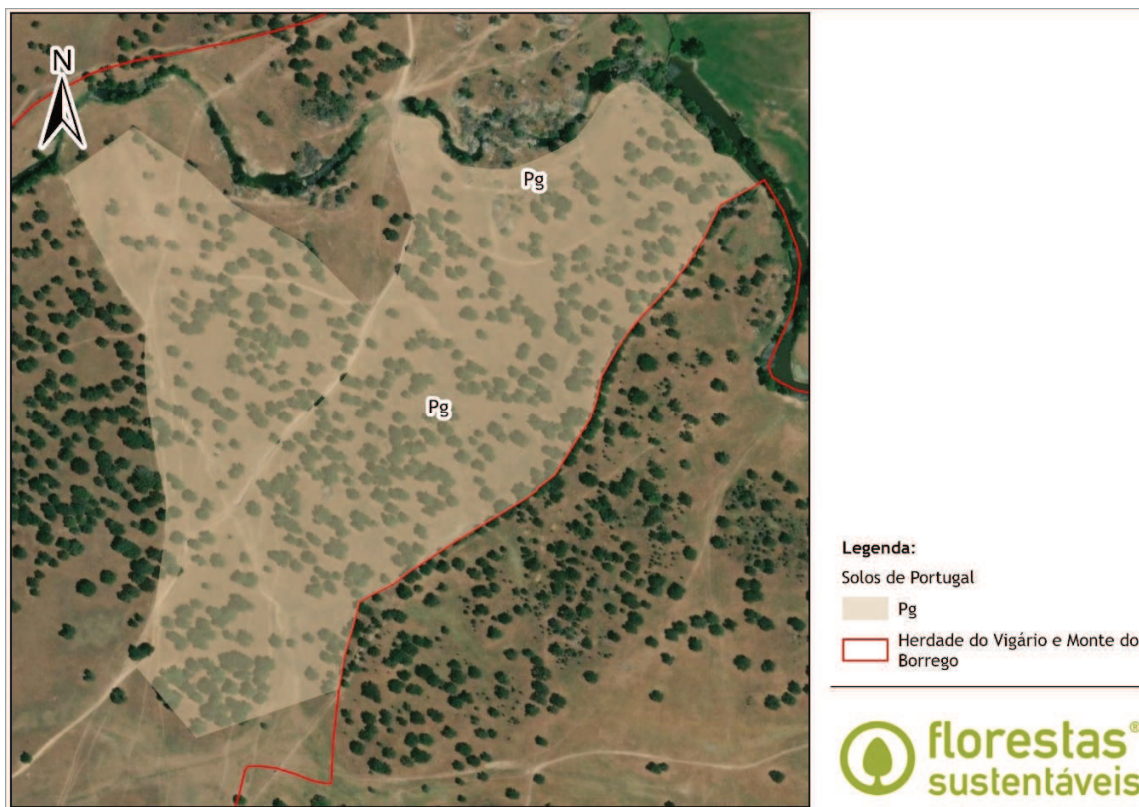 N
Pg
Pg
Legenda:
Solos de Portugal
Pg
Herdade do Vigário e Monte do
Borrego
florestas®
sustentáveis